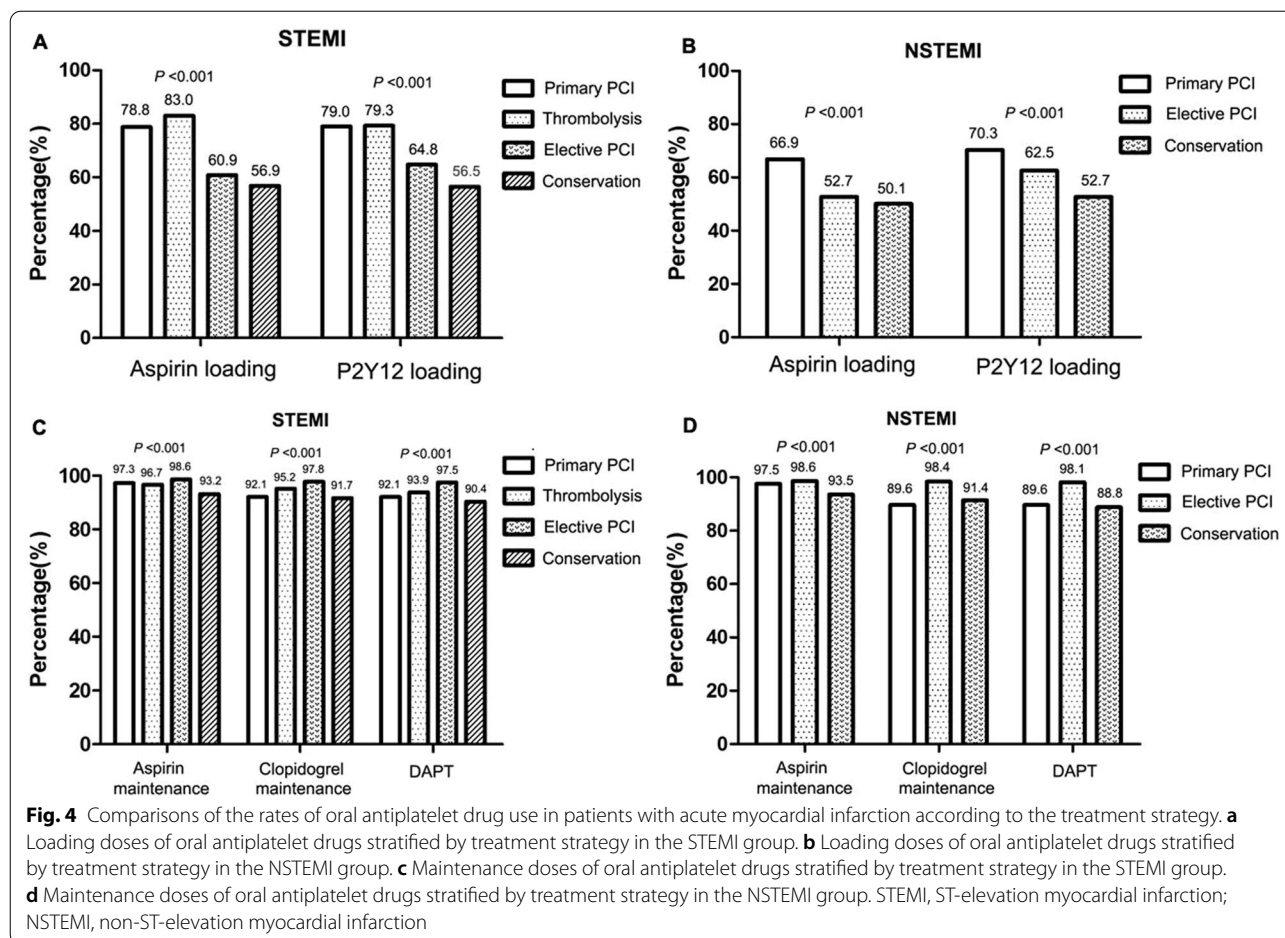 A
STEMI
100
80
60
40
20
0
Percentage(%)
P <0.001
P <0.001
78.8
83.0
60.9
56.9
79.0
79.3
64.8
56.5
Aspirin loading
P2Y12 loading
Primary PCI
Thrombolysis
Elective PCI
Conservation
B
NSTEMI
100
80
60
40
20
0
Percentage(%)
P <0.001
P <0.001
66.9
52.7
50.1
70.3
62.5
52.7
Aspirin loading
P2Y12 loading
Primary PCI
Elective PCI
Conservation
C
STEMI
100
80
60
40
20
0
Percentage(%)
P <0.001
P <0.001
P <0.001
97.3
96.7
98.6
93.2
92.1
95.2
97.8
91.7
92.1
93.9
97.5
90.4
Aspirin
maintenance
Clopidogrel
maintenance
DAPT
Primary PCI
Thrombolysis
Elective PCI
Conservation
D
NSTEMI
100
80
60
40
20
0
Percentage(%)
P <0.001
P <0.001
P <0.001
97.5
98.6
93.5
89.6
98.4
91.4
89.6
98.1
88.8
Aspirin
maintenance
Clopidogrel
maintenance
DAPT
Primary PCI
Elective PCI
Conservation
Fig. 4 Comparisons of the rates of oral antiplatelet drug use in patients with acute myocardial infarction according to the treatment strategy. a
Loading doses of oral antiplatelet drugs stratified by treatment strategy in the STEMI group. b Loading doses of oral antiplatelet drugs stratified
by treatment strategy in the NSTEMI group. c Maintenance doses of oral antiplatelet drugs stratified by treatment strategy in the STEMI group.
d Maintenance doses of oral antiplatelet drugs stratified by treatment strategy in the NSTEMI group. STEMI, ST-elevation myocardial infarction;
NSTEMI, non-ST-elevation myocardial infarction